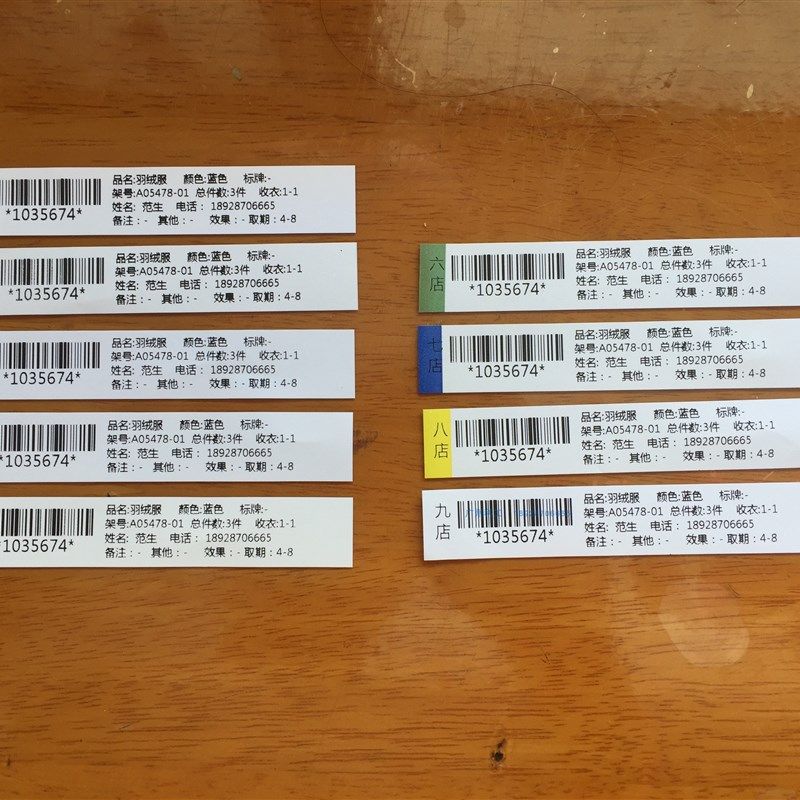 *1035674*
品名:羽绒服 颜色:蓝色 标牌:-
架号:A05478-01 总件数:3件 收衣:1-1
姓名: 范生 电话: 18928706665
备注:- 其他:- 效果:- 取期:4-8
*1035674*
品名:羽绒服 颜色:蓝色 标牌:-
架号:A05478-01 总件数:3件 收衣:1-1
姓名: 范生 电话: 18928706665
备注:- 其他:- 效果:- 取期:4-8
*1035674*
品名:羽绒服 颜色:蓝色 标牌:-
架号:A05478-01 总件数:3件 收衣:1-1
姓名: 范生 电话: 18928706665
备注:- 其他:- 效果:- 取期:4-8
*1035674*
品名:羽绒服 颜色:蓝色 标牌:-
架号:A05478-01 总件数:3件 收衣:1-1
姓名: 范生 电话: 18928706665
备注:- 其他:- 效果:- 取期:4-8
*1035674*
品名:羽绒服 颜色:蓝色 标牌:-
架号:A05478-01 总件数:3件 收衣:1-1
姓名: 范生 电话: 18928706665
备注:- 其他:- 效果:- 取期:4-8
六店
*1035674*
品名:羽绒服 颜色:蓝色 标牌:-
架号:A05478-01 总件数:3件 收衣:1-1
姓名: 范生 电话: 18928706665
备注:- 其他:- 效果:- 取期:4-8
七店
*1035674*
品名:羽绒服 颜色:蓝色 标牌:-
架号:A05478-01 总件数:3件 收衣:1-1
姓名: 范生 电话: 18928706665
备注:- 其他:- 效果:- 取期:4-8
八店
*1035674*
品名:羽绒服 颜色:蓝色 标牌:-
架号:A05478-01 总件数:3件 收衣:1-1
姓名: 范生 电话: 18928706665
备注:- 其他:- 效果:- 取期:4-8
九店
*1035674*
品名:羽绒服 颜色:蓝色 标牌:-
架号:A05478-01 总件数:3件 收衣:1-1
姓名: 范生 电话: 18928706665
备注:- 其他:- 效果:- 取期:4-8